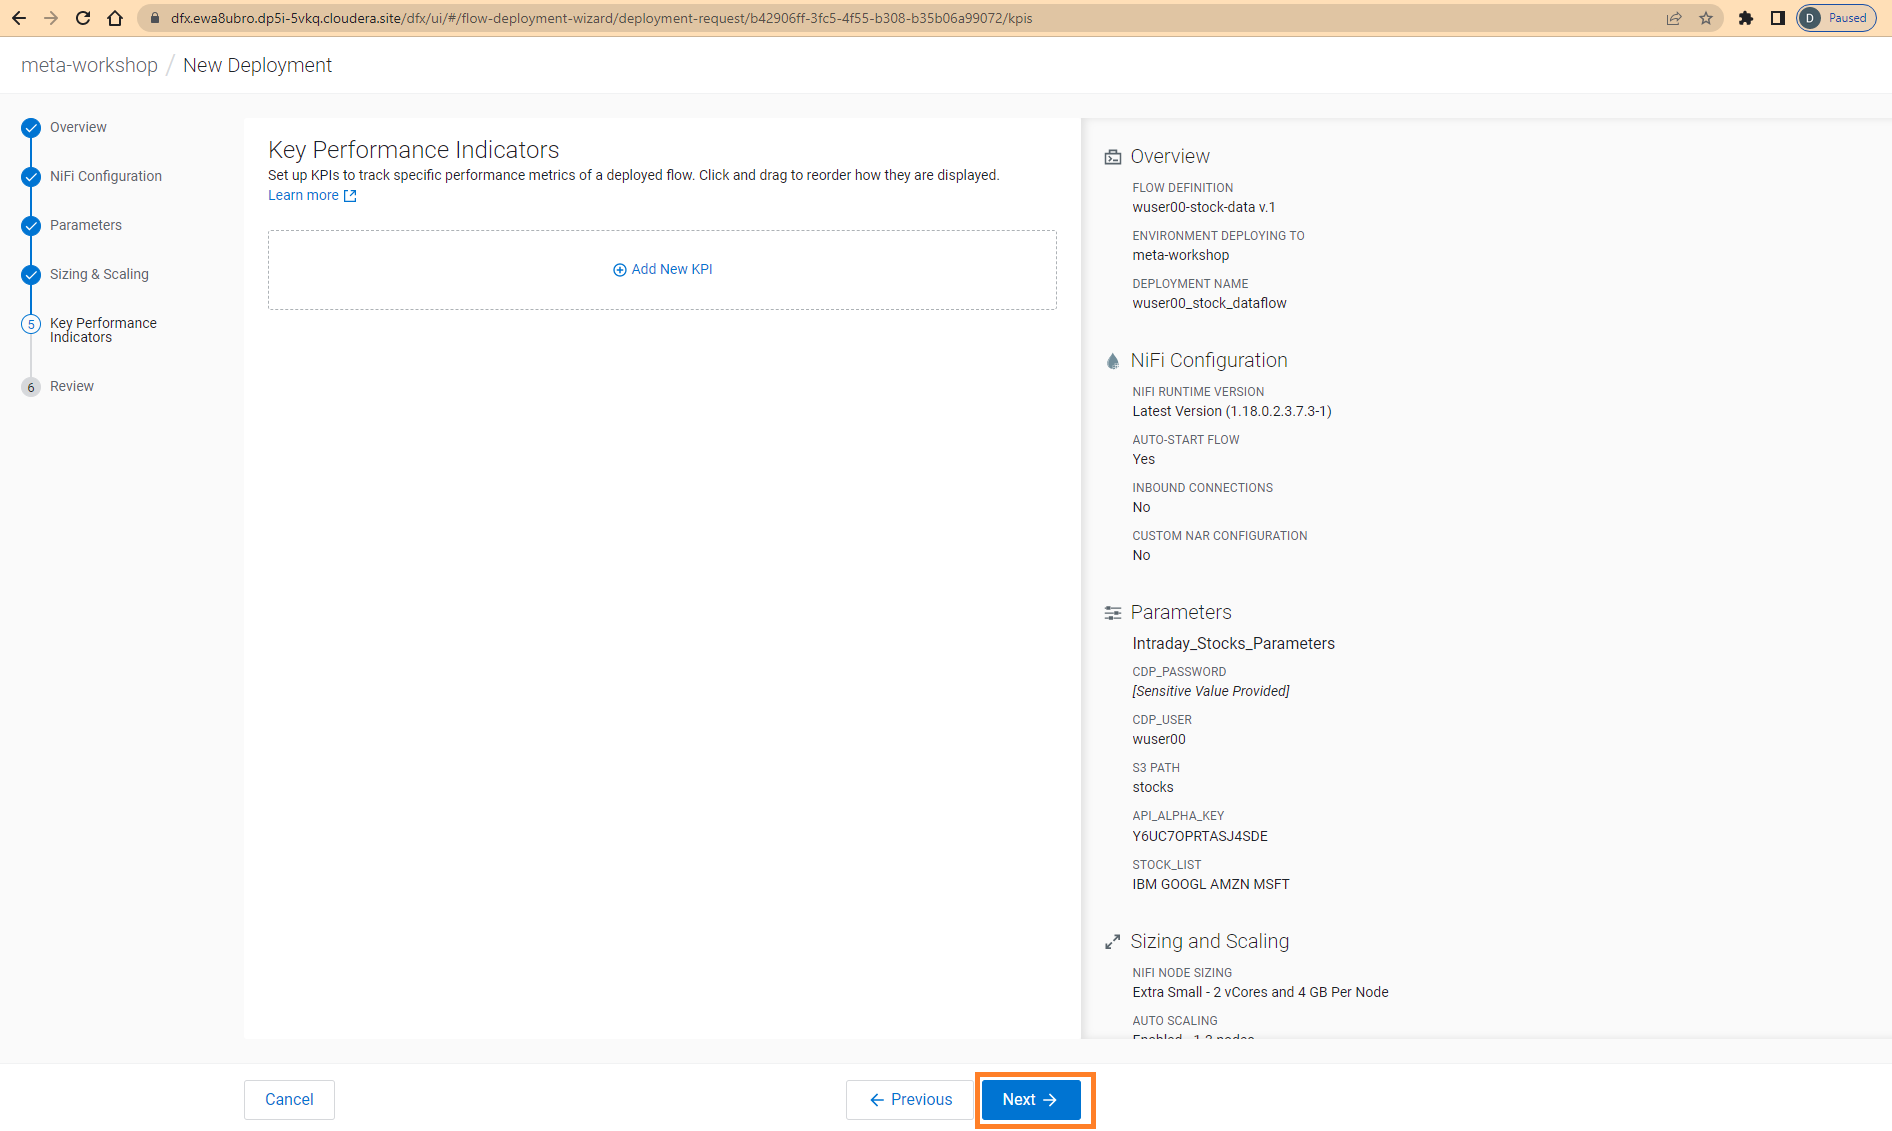 dfx.ewa8ubro.dp5i-5vkq.cloudera.site/dfx/ui/#/flow-deployment-wizard/deployment-request/b42906ff-3fc5-4f55-b308-b35b06a99072/kpis
D Paused
meta-workshop / New Deployment
Overview
NiFi Configuration
Parameters
Sizing & Scaling
5 Key Performance
Indicators
6 Review
Key Performance Indicators
Set up KPIs to track specific performance metrics of a deployed flow. Click and drag to reorder how they are displayed.
Learn more
Add New KPI
Overview
FLOW DEFINITION
wuser00-stock-data v.1
ENVIRONMENT DEPLOYING TO
meta-workshop
DEPLOYMENT NAME
wuser00_stock_dataflow
NiFi Configuration
NIFI RUNTIME VERSION
Latest Version (1.18.0.2.3.7.3-1)
AUTO-START FLOW
Yes
INBOUND CONNECTIONS
No
CUSTOM NAR CONFIGURATION
No
Parameters
Intraday_Stocks_Parameters
CDP_PASSWORD
[Sensitive Value Provided]
CDP_USER
wuser00
S3 PATH
stocks
API_ALPHA_KEY
Y6UC7OPRTASJ4SDE
STOCK_LIST
IBM GOOGL AMZN MSFT
Sizing and Scaling
NIFI NODE SIZING
Extra Small - 2 vCores and 4 GB Per Node
AUTO SCALING
Enabled - 1-3 nodes
Cancel
Previous
Next